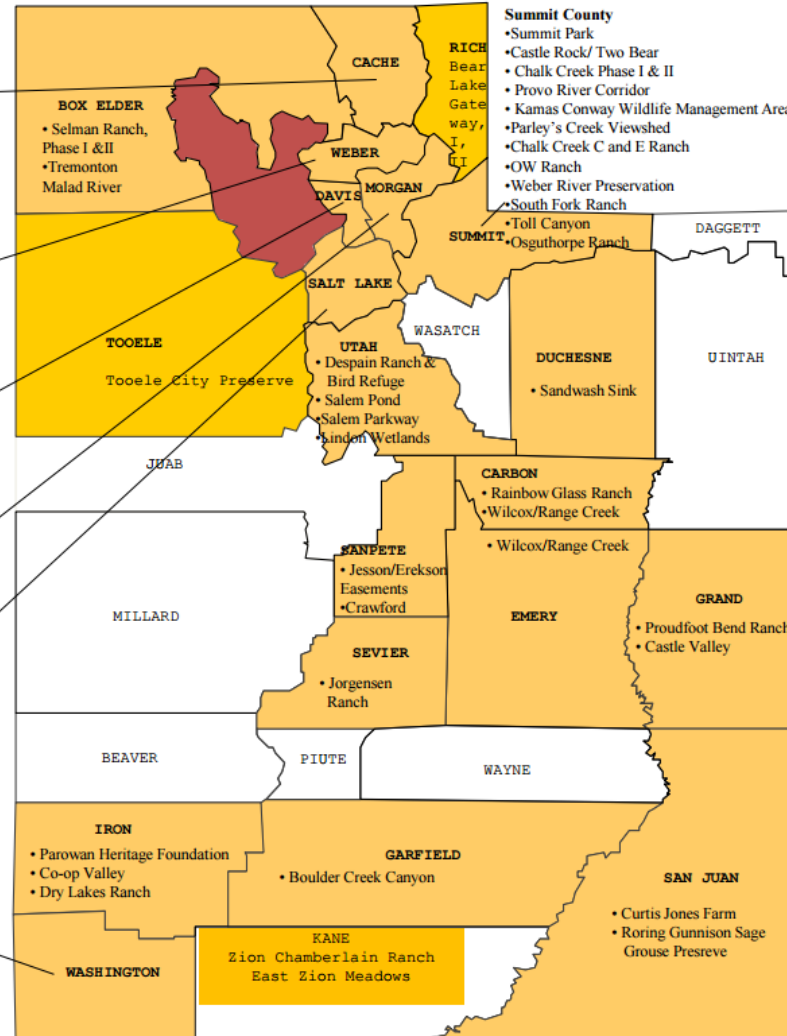 Summit County
•Summit Park
•Castle Rock/ Two Bear
• Chalk Creek Phase I & II
• Provo River Corridor
• Kamas Conway Wildlife Management Area
•Parley's Creek Viewshed
•Chalk Creek C and E Ranch
•OW Ranch
•Weber River Preservation
•South Fork Ranch
•Toll Canyon
•Osguthorpe Ranch
CACHE
RICH
Bear
Lake
Gate
way,
I,
II
BOX ELDER
• Selman Ranch,
Phase I &II
•Tremonton
Malad River
WEBER
DAVIS
MORGAN
SUMMIT
DAGGETT
SALT LAKE
WASATCH
TOOELE
Tooele City Preserve
UTAH
• Despain Ranch &
Bird Refuge
• Salem Pond
•Salem Parkway
•Lindon Wetlands
DUCHESNE
• Sandwash Sink
UINTAH
JUAB
CARBON
• Rainbow Glass Ranch
•Wilcox/Range Creek
SANPETE
• Jesson/Erekson
Easements
•Crawford
• Wilcox/Range Creek
EMERY
GRAND
• Proudfoot Bend Ranch
• Castle Valley
MILLARD
SEVIER
• Jorgensen
Ranch
BEAVER
PIUTE
WAYNE
IRON
• Parowan Heritage Foundation
• Co-op Valley
• Dry Lakes Ranch
GARFIELD
• Boulder Creek Canyon
SAN JUAN
• Curtis Jones Farm
• Roring Gunnison Sage
Grouse Presreve
KANE
Zion Chamberlain Ranch
East Zion Meadows
WASHINGTON